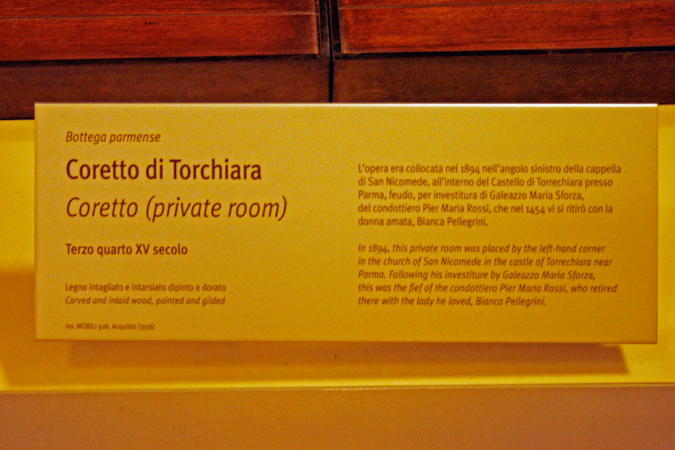 Bottega parmense
Coretto di Torchiara
Coretto (private room)
Terzo quarto XV secolo
Legno intagliato e intarsiato dipinto e dorato
Carved and inlaid wood, painted and gilded
Inv. MOBILI 926. Acquisto (1936)
L'opera era collocata nel 1894 nell'angolo sinistro della cappella
di San Nicomede, all'interno del Castello di Torrechiara presso
Parma, feudo, per investitura di Galeazzo Maria Sforza,
del condottiero Pier Maria Rossi, che nel 1454 vi si ritirò con la
donna amata, Bianca Pellegrini.
In 1894, this private room was placed by the left-hand corner
in the church of San Nicomede in the castle of Torrechiara near
Parma. Following his investiture by Galeazzo Maria Sforza,
this was the fief of the condottiero Pier Maria Rossi, who retired
there with the lady he loved, Bianca Pellegrini.